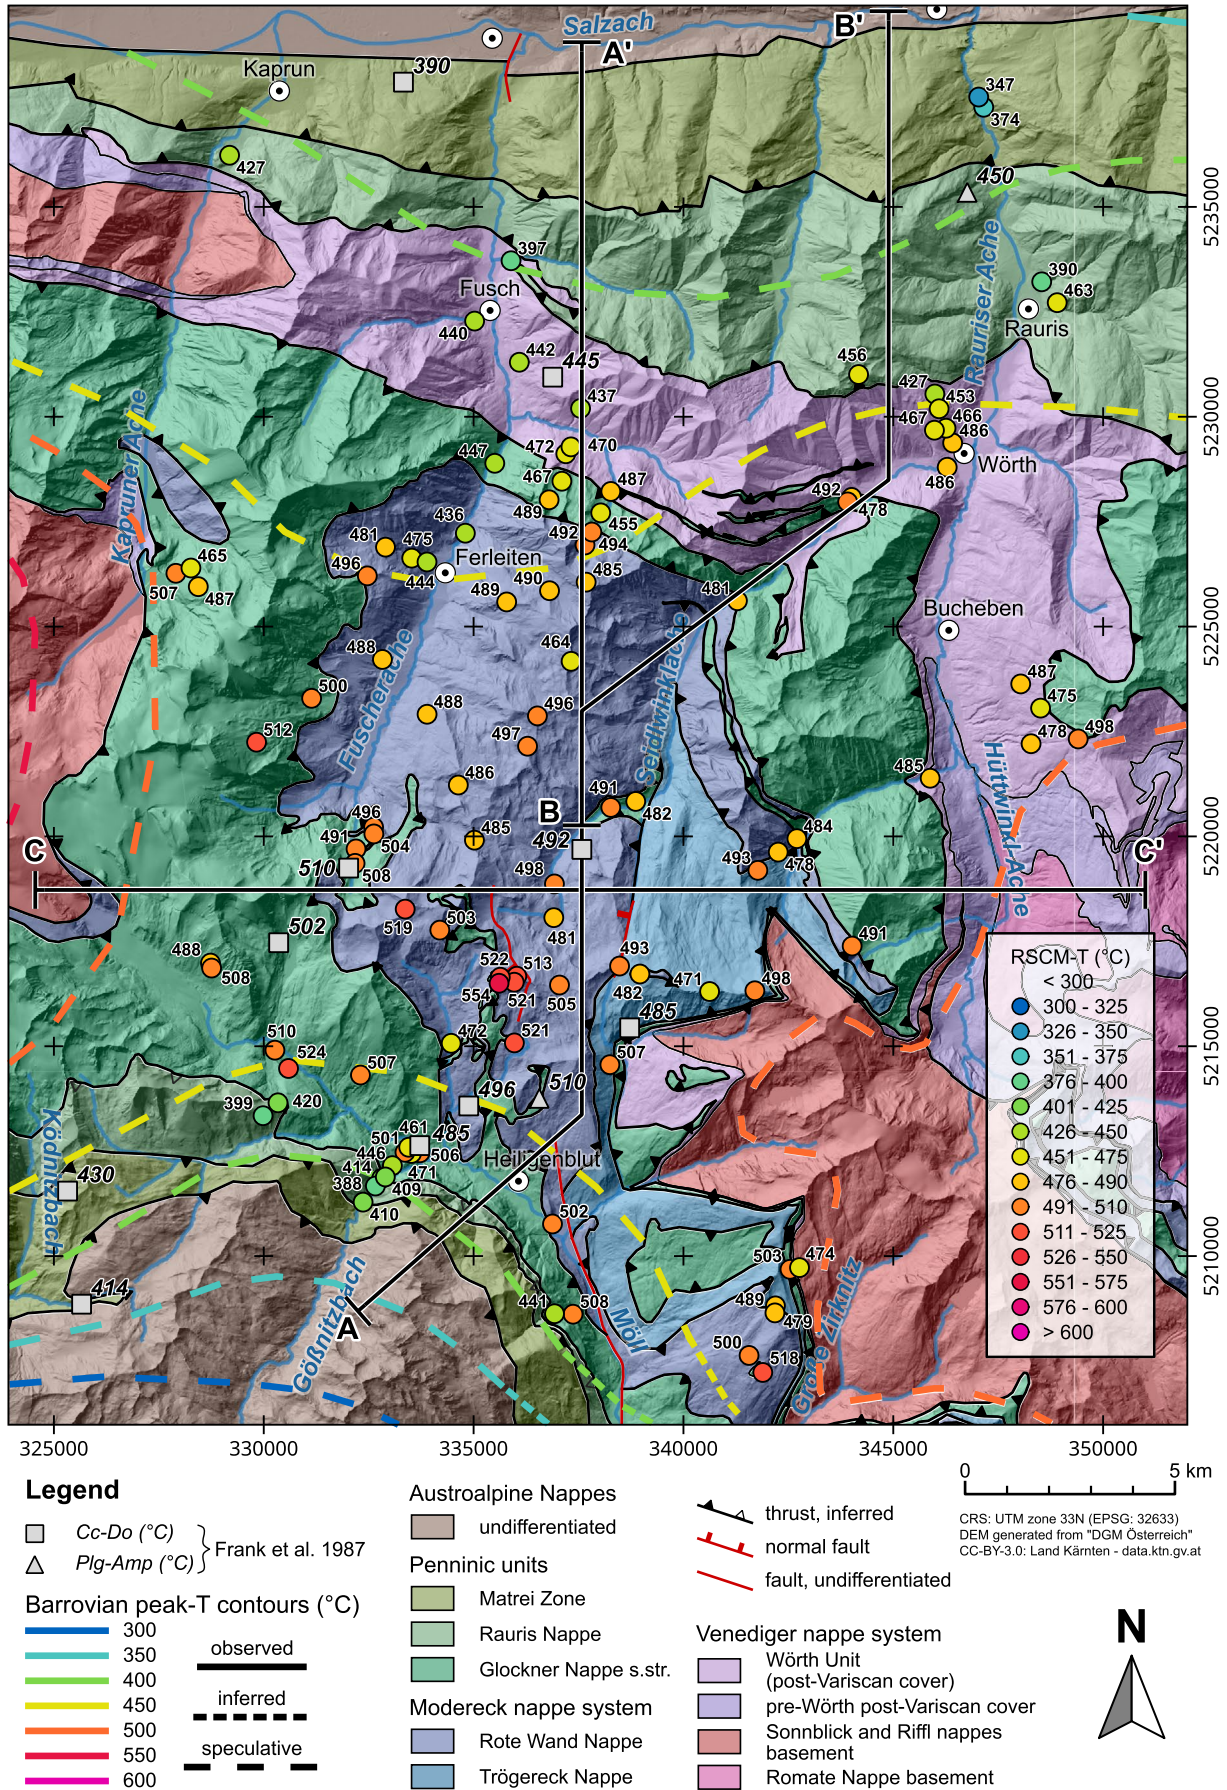 Salzach
B'
A'
Kaprun
390
347
374
427
450
5235000
397
Rauriser Ache
390
Fusch
463
440
Rauris
442
445
456
437
427
453
5230000
467
466
486
472
470
447
Wörth
467
487
486
Kapruner Ache
489
492
478
436
455
481
475
492
465
494
496
444
Ferleiten
485
507
487
490
489
481
Bucheben
5225000
488
464
Seidlwinklache
500
487
488
496
475
Fuscherache
512
497
478
498
486
485
Hüttwinkl Ache
491
482
496
B
5220000
491
485
492
484
C
504
493
478
C'
510
508
498
519
503
481
491
502
493
RSCM-T (°C)
488
508
522
513
482
471
498
< 300
554
521
505
300 - 325
485
326 - 350
510
472
521
5215000
524
507
507
351 - 375
376 - 400
399
420
496
510
401 - 425
Ködnitzbach
461
485
426 - 450
501
446
506
451 - 475
430
414
471
Heiligenblut
388
409
476 - 490
410
502
491 - 510
5210000
503
474
511 - 525
414
526 - 550
Gößnitzbach
441
508
489
551 - 575
A
Möll
479
576 - 600
500
518
Große Zirknitz
> 600
325000
330000
335000
340000
345000
350000
0
5 km
Legend
CRS: UTM zone 33N (EPSG: 32633)
DEM generated from "DGM Österreich"
CC-BY-3.0: Land Kärnten - data.ktn.gv.at
Cc-Do (°C)
Plg-Amp (°C)
Frank et al. 1987
Barrovian peak-T contours (°C)
300
350
400
450
500
550
600
observed
inferred
speculative
Austroalpine Nappes
undifferentiated
Penninic units
Matrei Zone
Rauris Nappe
Glockner Nappe s.str.
Modereck nappe system
Rote Wand Nappe
Trögereck Nappe
thrust, inferred
normal fault
fault, undifferentiated
Venediger nappe system
Wörth Unit
(post-Variscan cover)
pre-Wörth post-Variscan cover
Sonnblick and Riffl nappes
basement
Romate Nappe basement
N